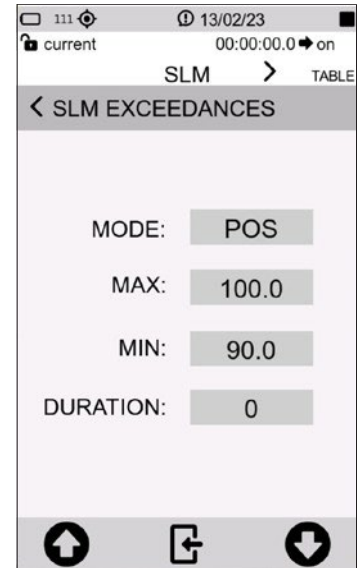 111 13/02/23
current 00:00:00.0 on
SLM > TABLE
< SLM EXCEEDANCES
MODE: POS
MAX: 100.0
MIN: 90.0
DURATION: 0